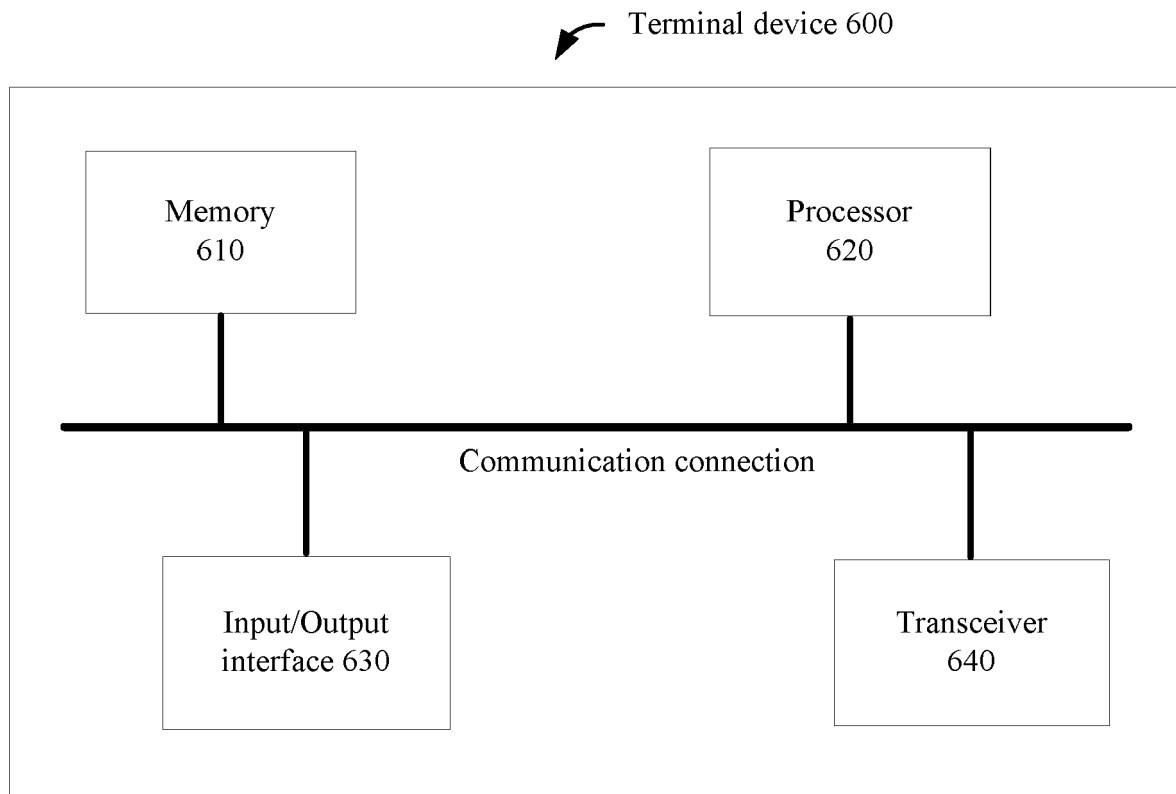 Terminal device 600
Memory
610
Processor
620
Communication connection
Input/Output
interface 630
Transceiver
640